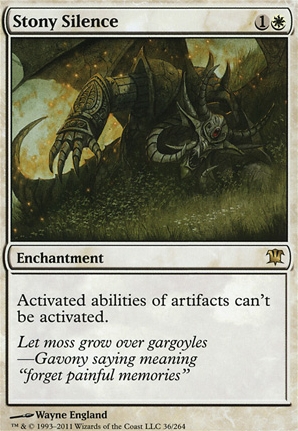 Stony Silence 1
Enchantment
Activated abilities of artifacts can't
be activated.
Let moss grow over gargoyles
—Gavony saying meaning
"forget painful memories"
Wayne England
™ & © 1993–2011 Wizards of the Coast LLC 36/264